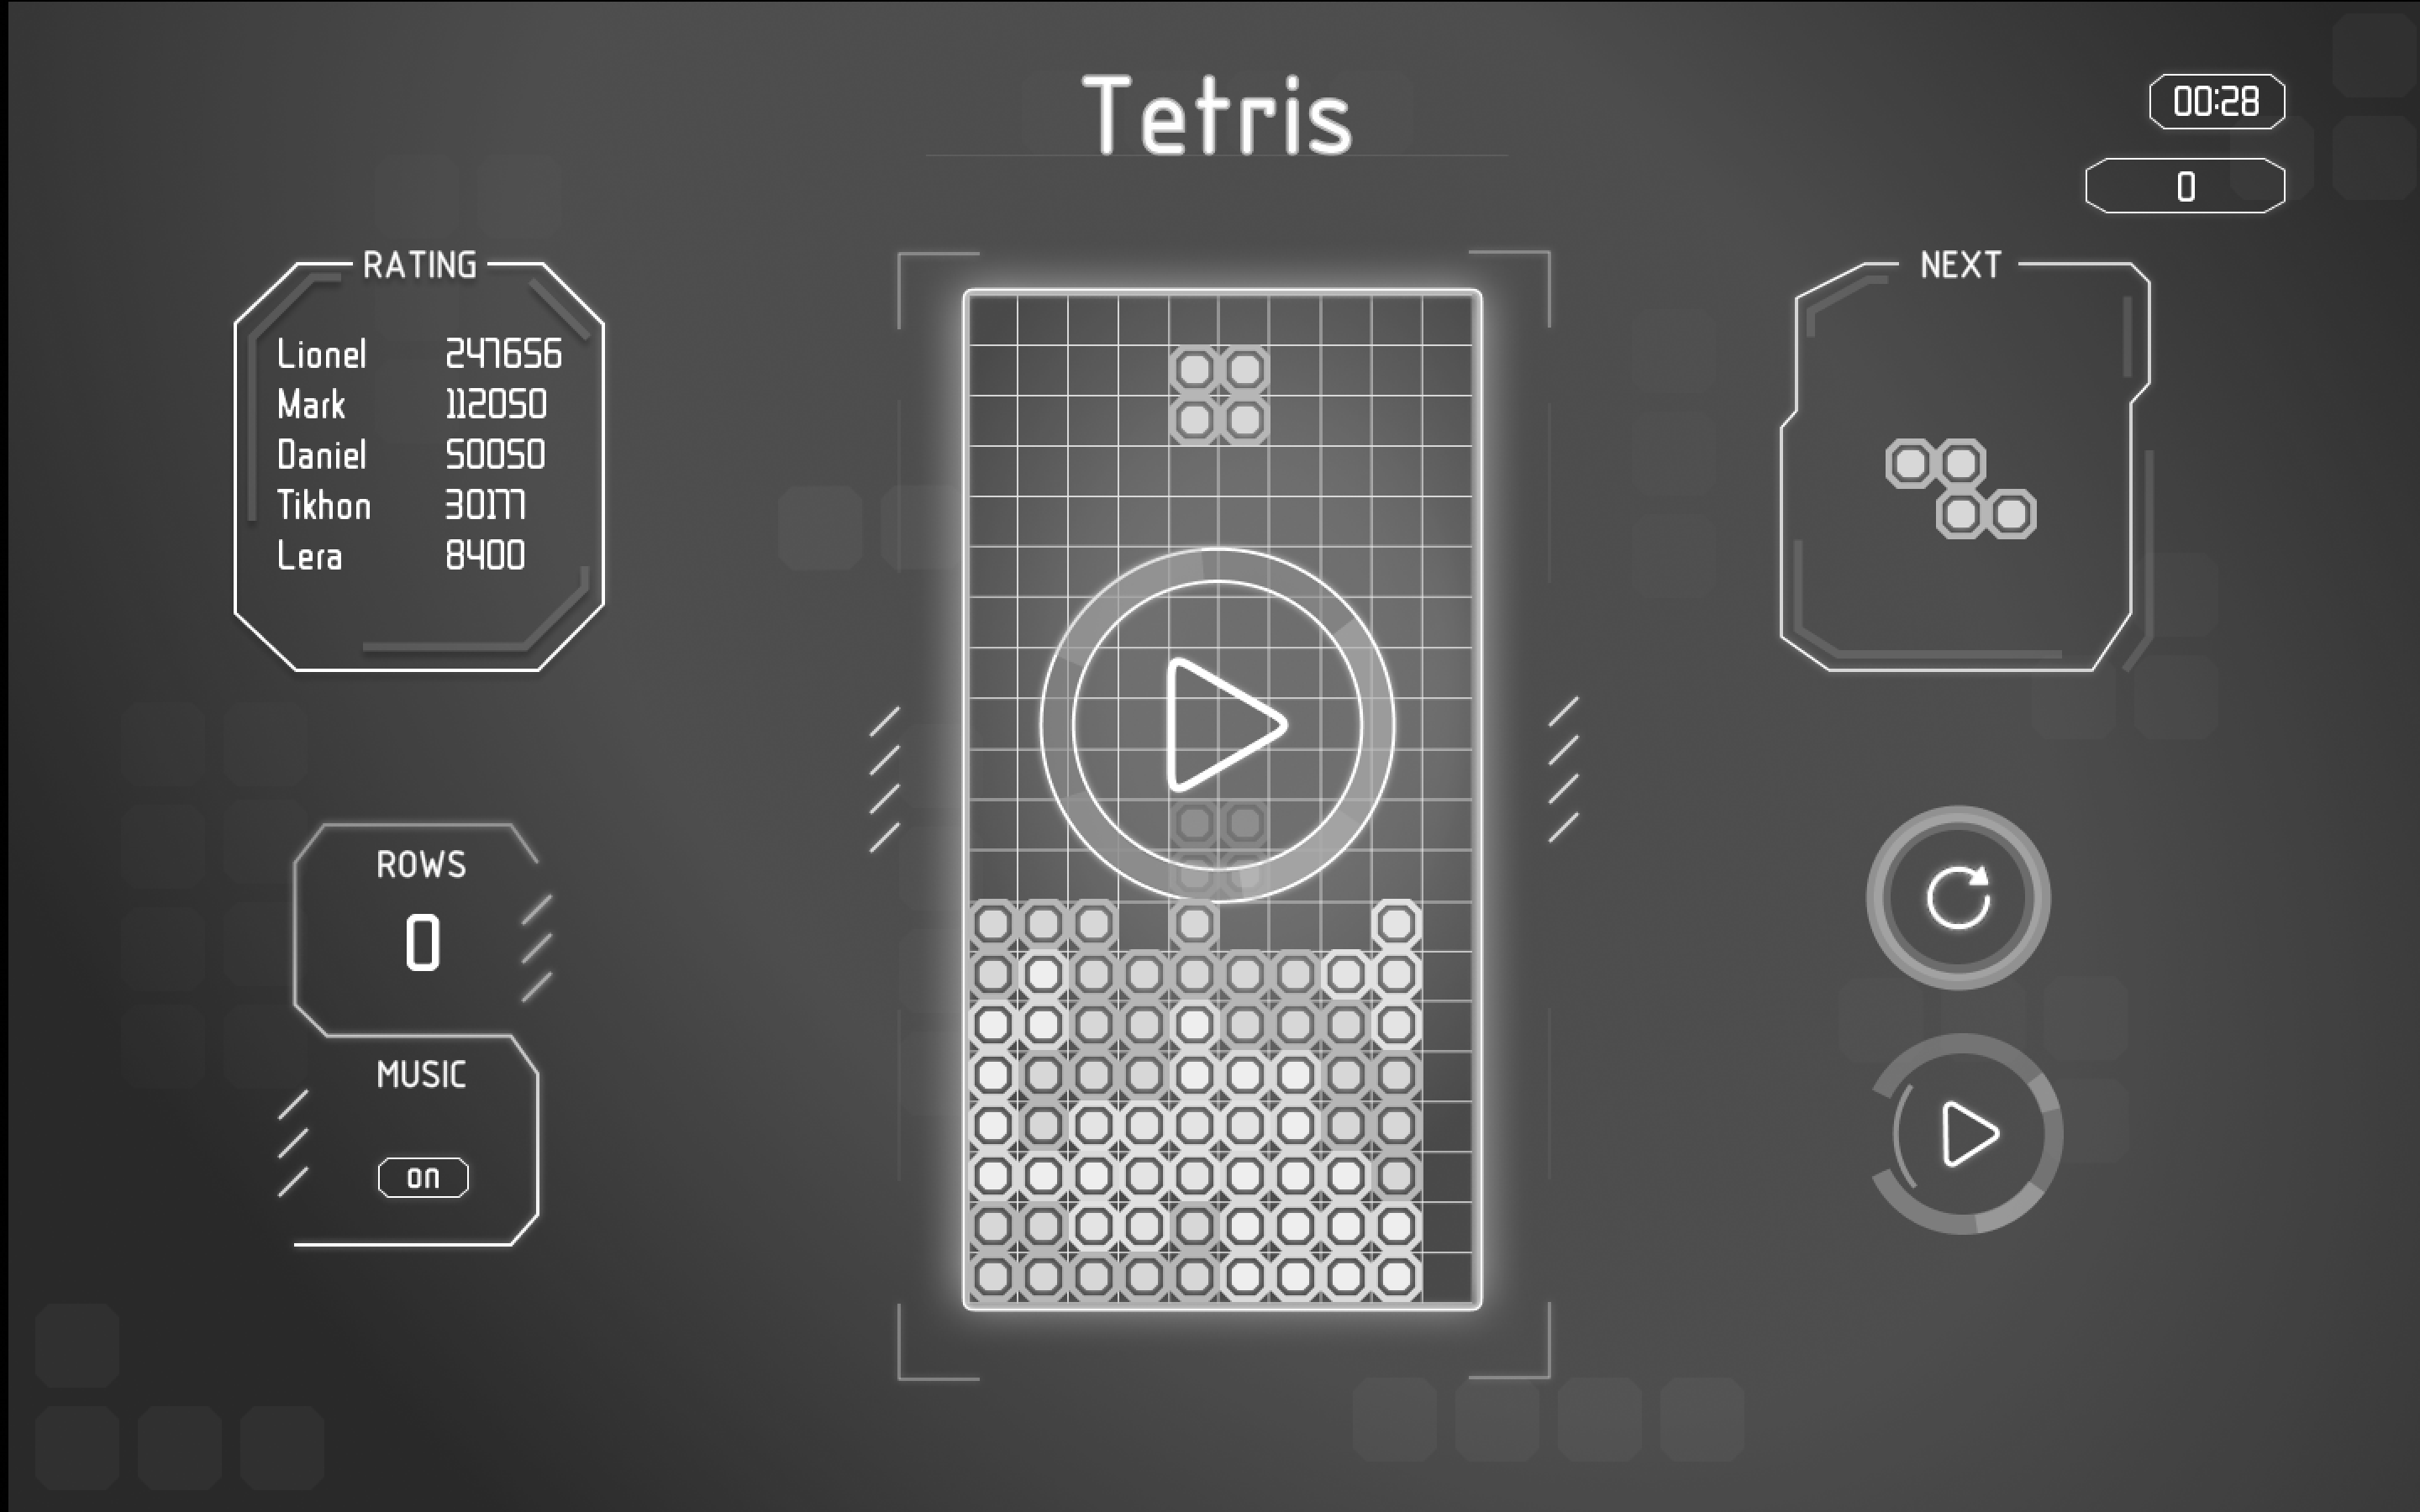 Tetris
00:28
0
RATING
Lionel 247656
Mark 112050
Daniel 50050
Tikhon 30177
Lera 8400
NEXT
ROWS
0
MUSIC
on